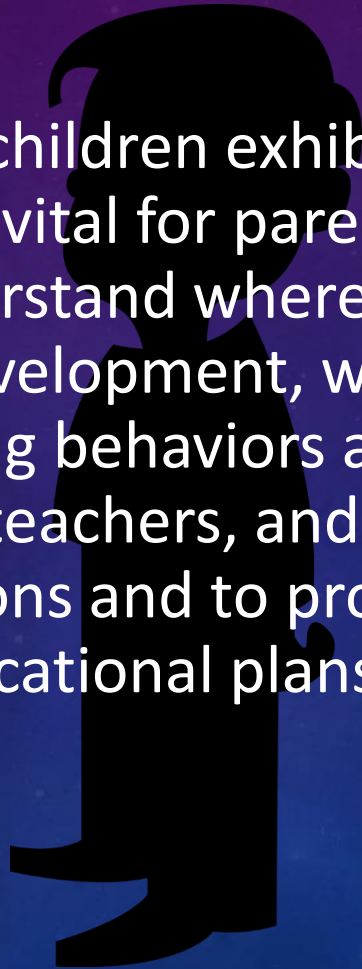 children exhib
vital for pare
rstand where
velopment, w
g behaviors a
teachers, and
ons and to pro
cational plans